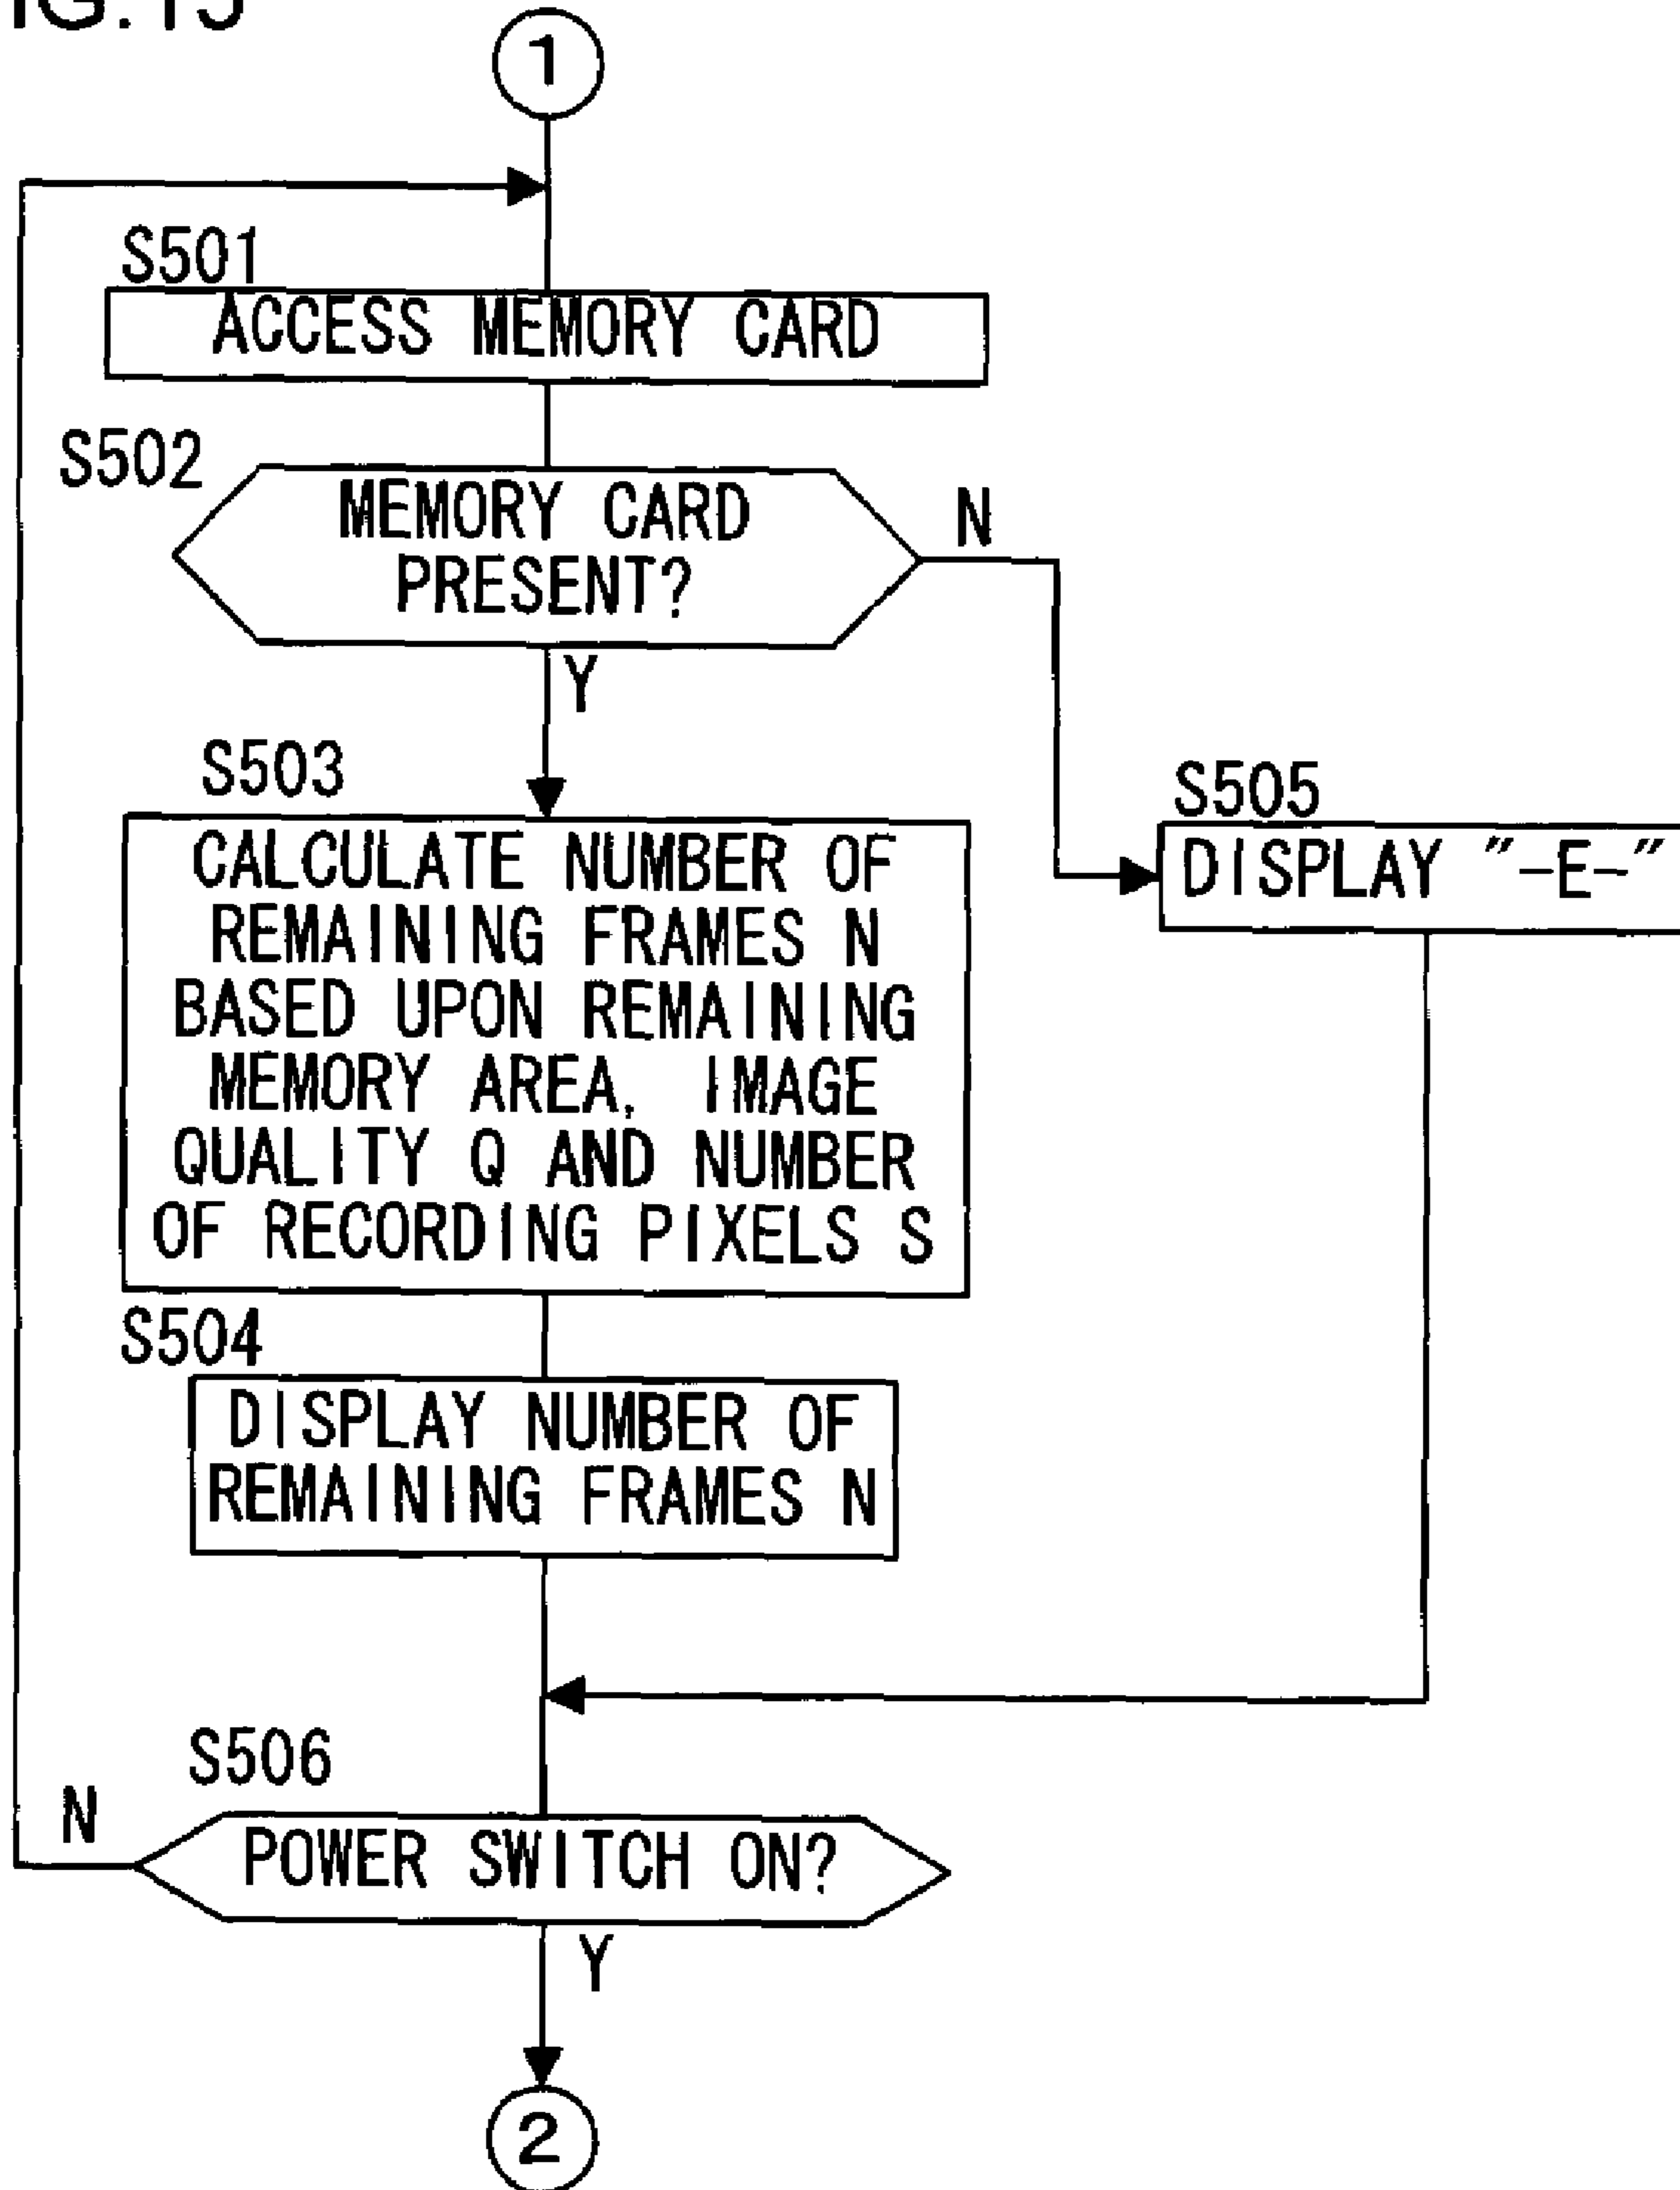 IG.15
1
S501
ACCESS MEMORY CARD
S502
MEMORY CARD
PRESENT?
N
Y
S503
CALCULATE NUMBER OF
REMAINING FRAMES N
BASED UPON REMAINING
MEMORY AREA, IMAGE
QUALITY Q AND NUMBER
OF RECORDING PIXELS S
S505
DISPLAY "-E-"
S504
DISPLAY NUMBER OF
REMAINING FRAMES N
S506
N
POWER SWITCH ON?
Y
2